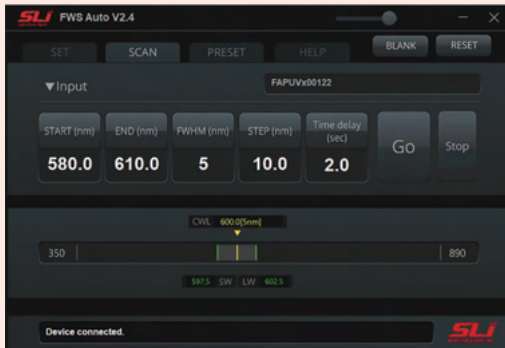 SLi FWS Auto V2.4
SET SCAN PRESET HELP BLANK RESET
▼Input FAPUVx00122
START (nm) END (nm) FWHM (nm) STEP (nm) Time delay (sec) Go Stop
580.0 610.0 5 10.0 2.0
CWL 600.0[5nm]
350 890
597.5 SW LW 602.5
Device connected. SLi